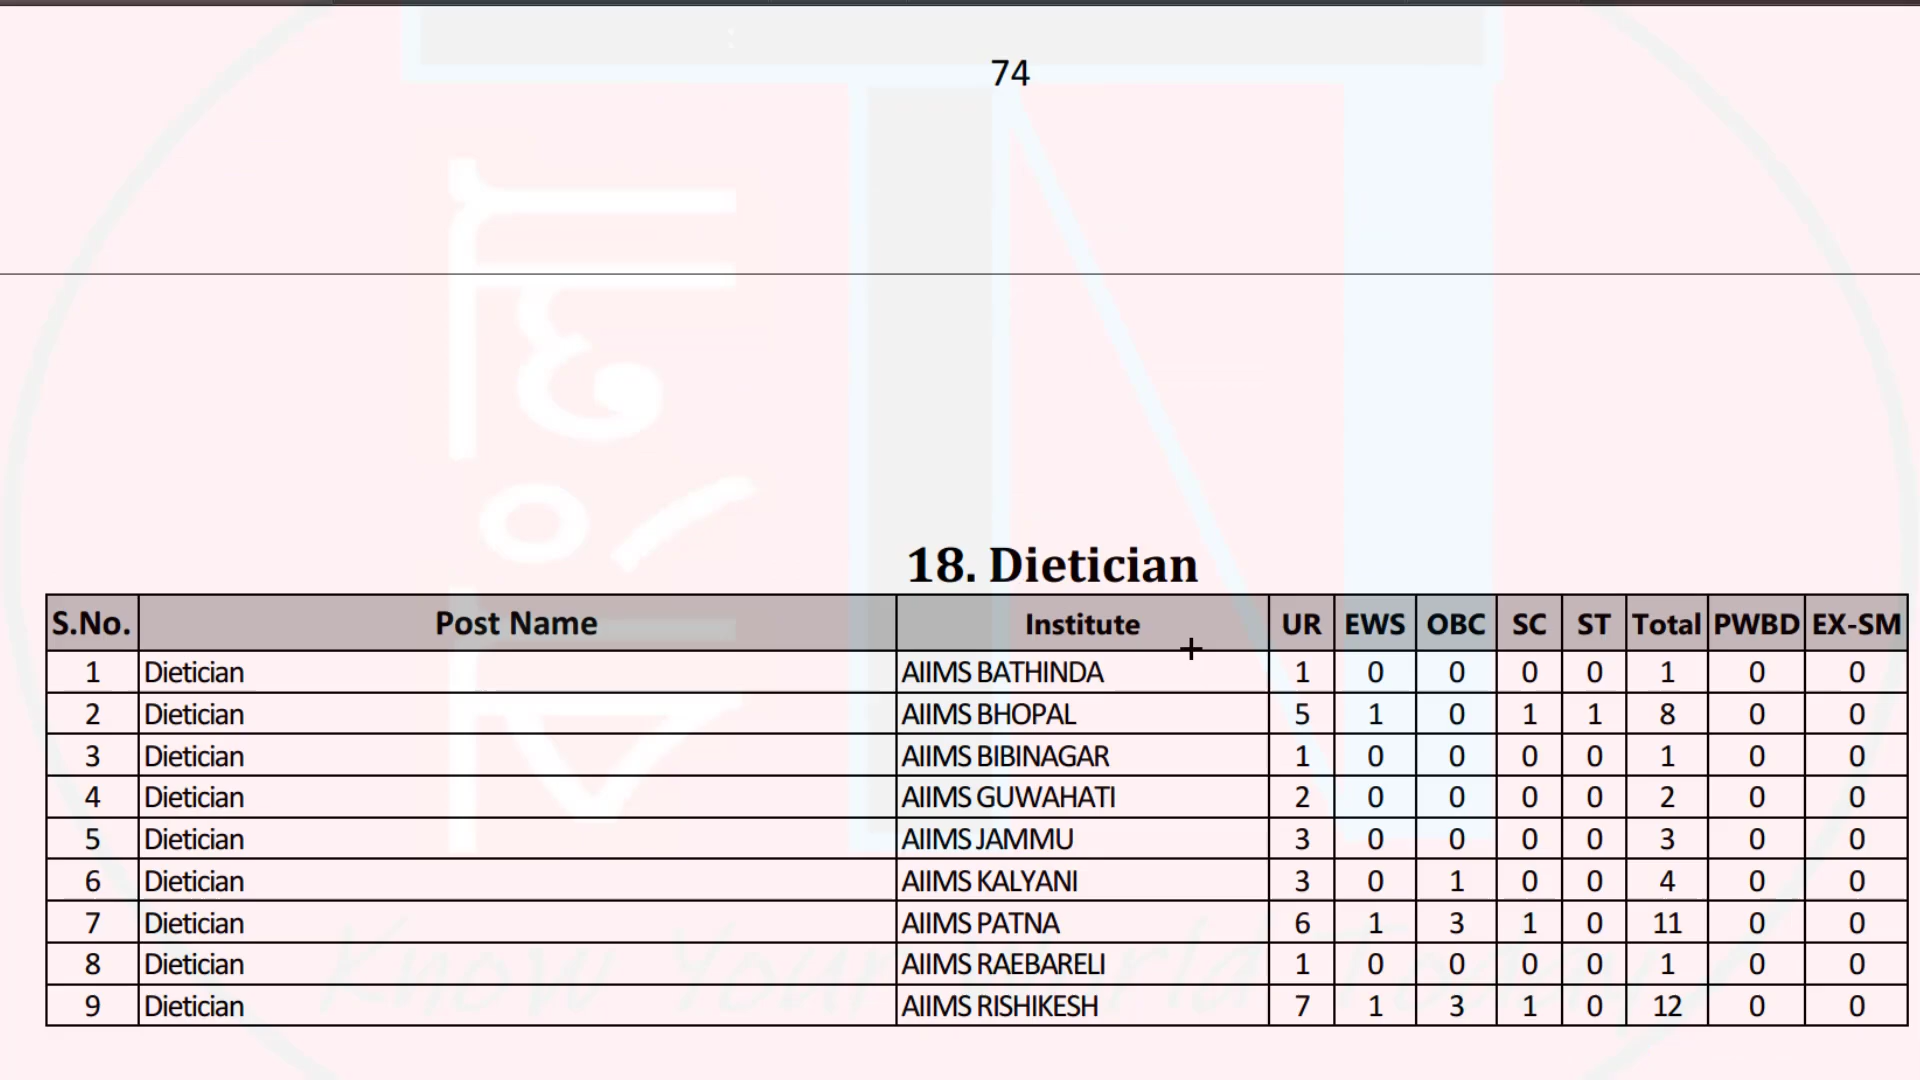 74
18. Dietician
S.No. Post Name Institute UR EWS OBC SC ST Total PWBD EX-SM
1 Dietician AIIMS BATHINDA 1 0 0 0 0 1 0 0
2 Dietician AIIMS BHOPAL 5 1 0 1 1 8 0 0
3 Dietician AIIMS BIBINAGAR 1 0 0 0 0 1 0 0
4 Dietician AIIMS GUWAHATI 2 0 0 0 0 2 0 0
5 Dietician AIIMS JAMMU 3 0 0 0 0 3 0 0
6 Dietician AIIMS KALYANI 3 0 1 0 0 4 0 0
7 Dietician AIIMS PATNA 6 1 3 1 0 11 0 0
8 Dietician AIIMS RAEBARELI 1 0 0 0 0 1 0 0
9 Dietician AIIMS RISHIKESH 7 1 3 1 0 12 0 0
Know Your World Today